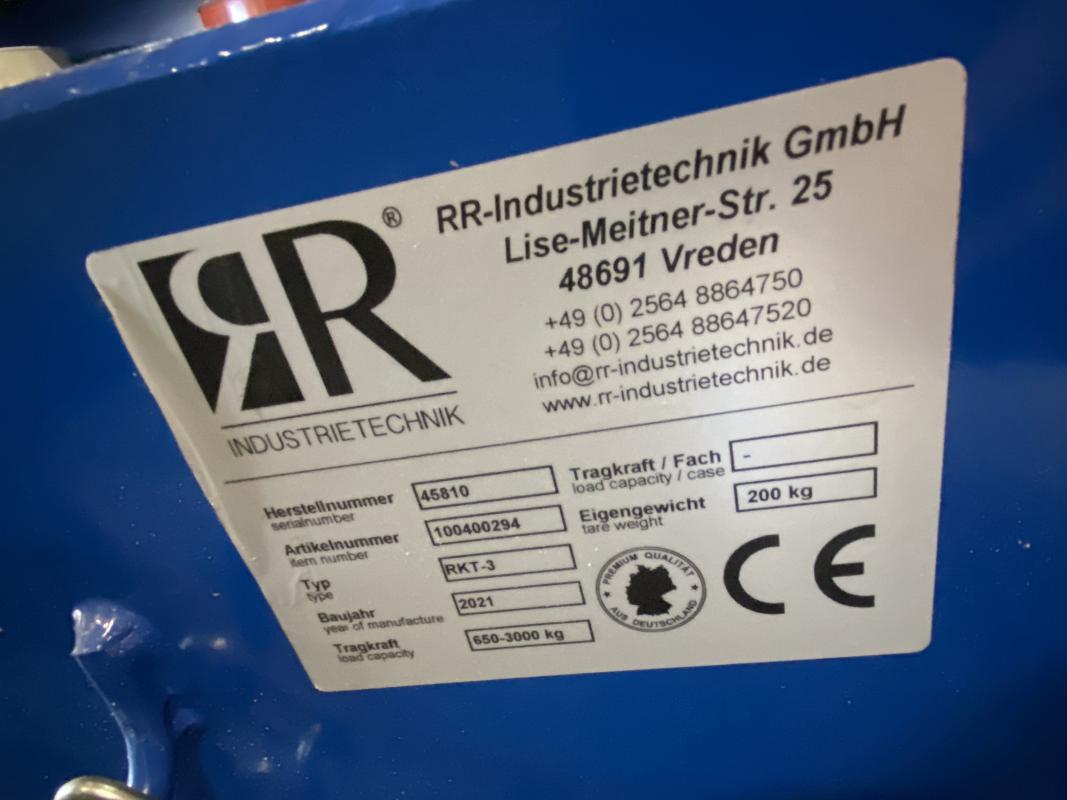 RR®
INDUSTRIETECHNIK
RR-Industrietechnik GmbH
Lise-Meitner-Str. 25
48691 Vreden
+49 (0) 2564 8864750
+49 (0) 2564 88647520
info@rr-industrietechnik.de
www.rr-industrietechnik.de
Herstellnummer 45810
serialnumber
Artikelnummer 100400294
item number
Typ RKT-3
type
Baujahr 2021
year of manufacture
Tragkraft 650-3000 kg
load capacity
Tragkraft / Fach -
load capacity / case
Eigengewicht 200 kg
tare weight
PREMIUM QUALITÄT
AUS DEUTSCHLAND
CE